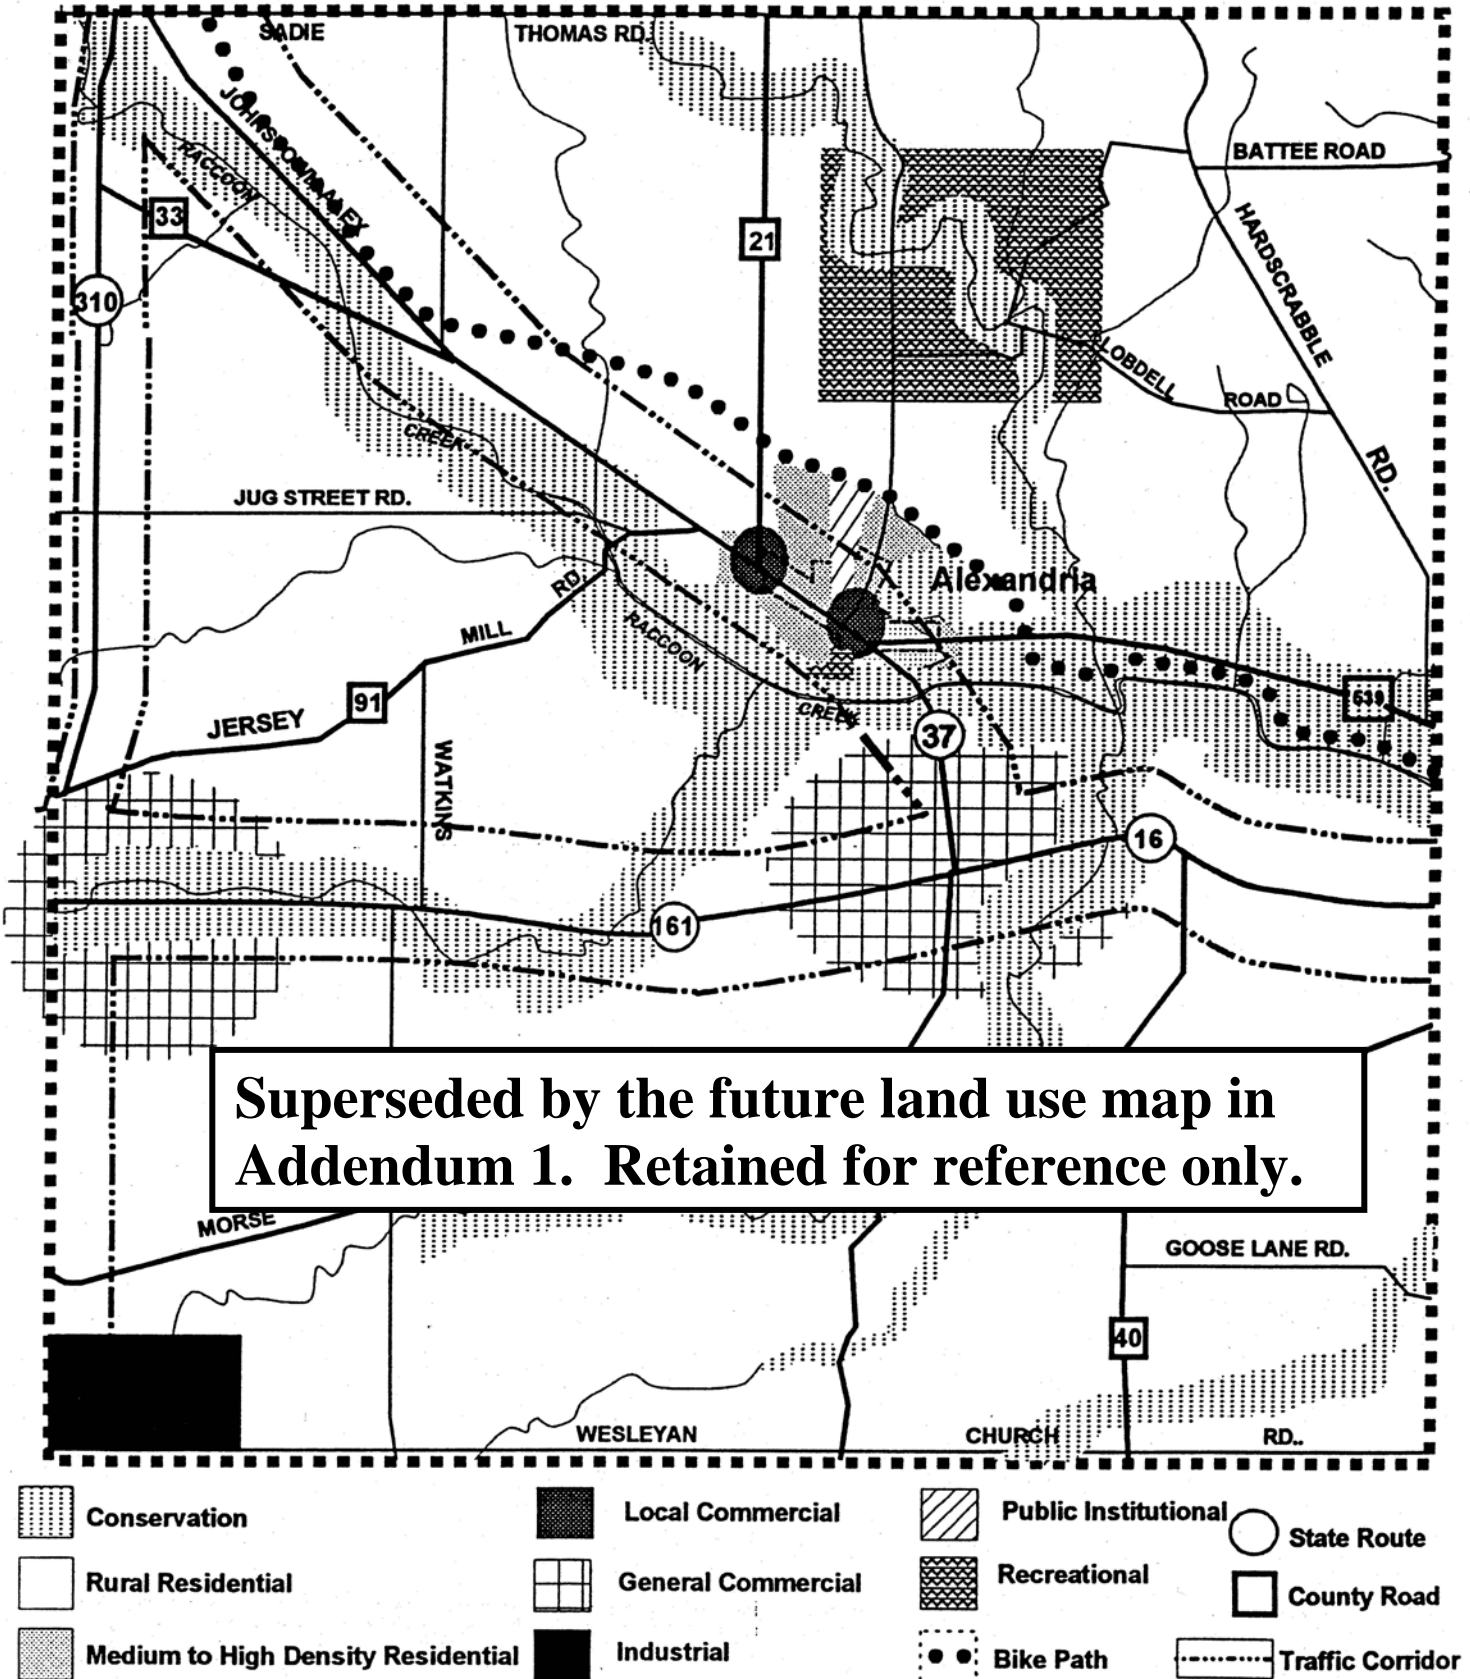 SADIE
THOMAS RD.
JOHNSTOWN ALEX
RACCOON
BATTEE ROAD
33
21
HARDSCRABBLE
310
LOBDELL
ROAD
CREEK
RD.
JUG STREET RD.
Alexandria
RD.
MILL
RACCOON
91
JERSEY
CREEK
539
37
WATKINS
16
161
Superseded by the future land use map in
Addendum 1. Retained for reference only.
MORSE
GOOSE LANE RD.
40
WESLEYAN
CHURCH
RD..
Conservation
Local Commercial
Public Institutional
State Route
Rural Residential
General Commercial
Recreational
County Road
Medium to High Density Residential
Industrial
Bike Path
Traffic Corridor